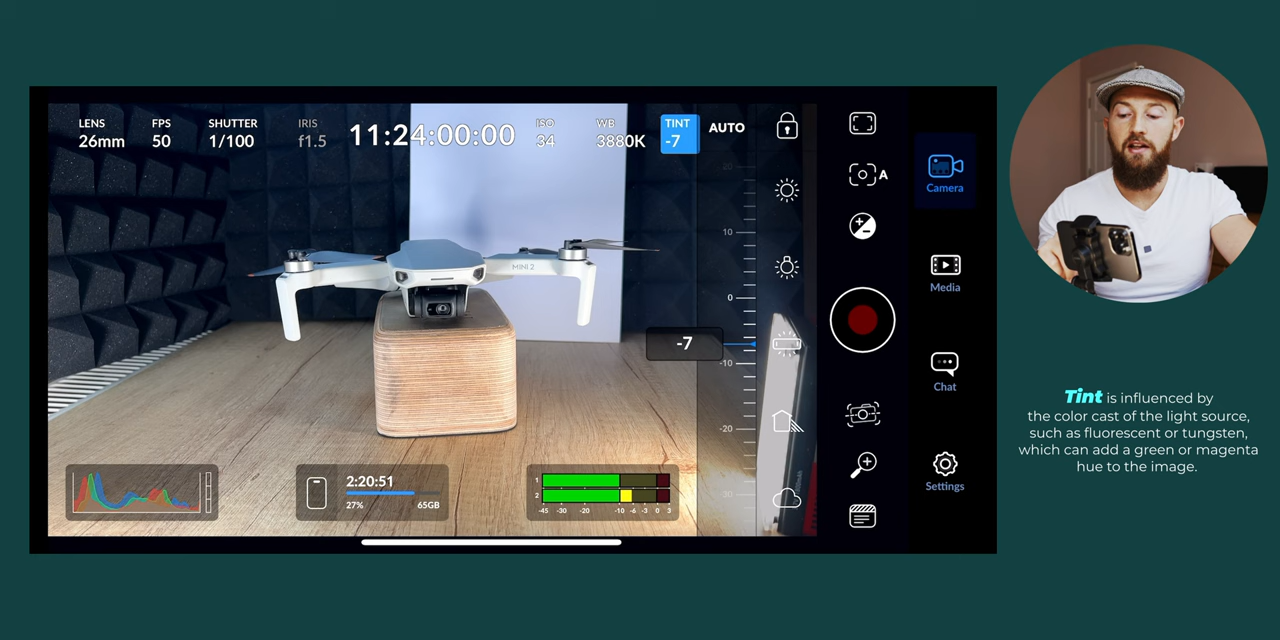 LENS
26mm
FPS
50
SHUTTER
1/100
IRIS
f1.5
11:24:00:00
ISO
34
WB
3880K
TINT
-7
AUTO
20
10
0
-7
-10
-20
30
MINI 2
A
Camera
Media
Chat
Settings
2:20:51
27%
65GB
1
2
-45 -30 -20 -10 -6 -3 0 3
Tint is influenced by
the color cast of the light source,
such as fluorescent or tungsten,
which can add a green or magenta
hue to the image.